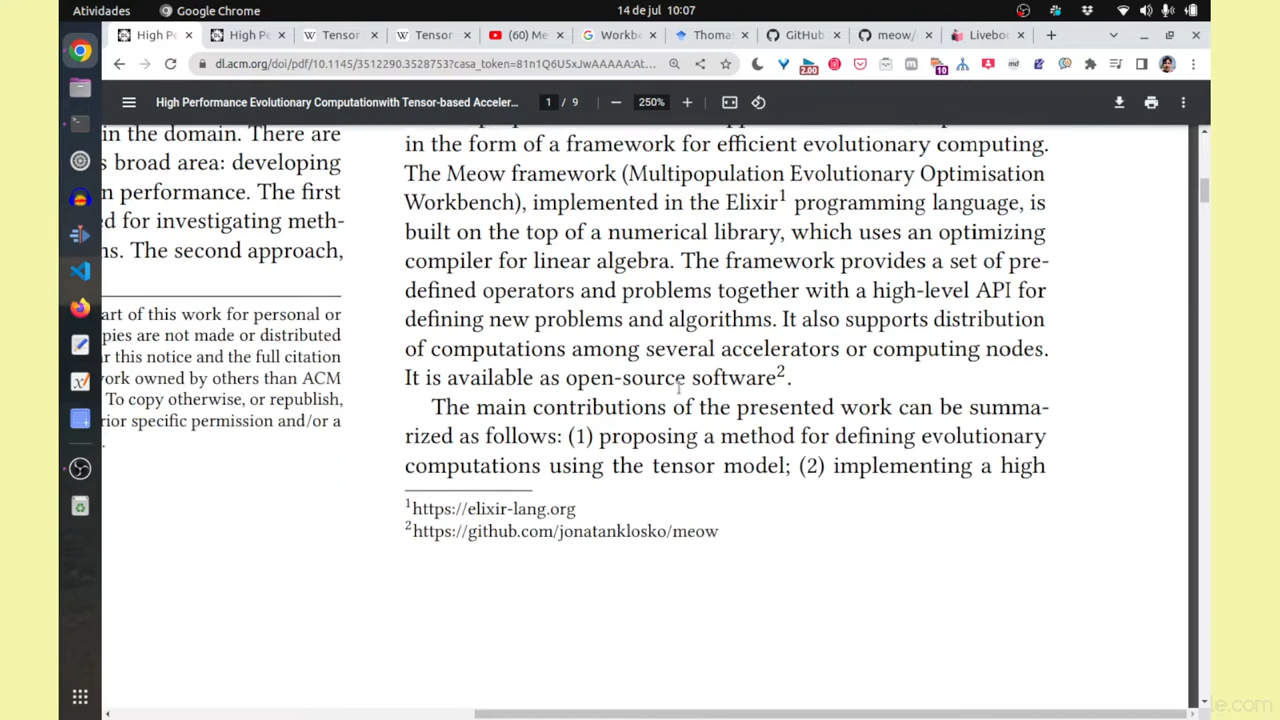 Atividades
Google Chrome
14 de jul 10:07
High Pe
High Pe
Tensor
Tensor
(60) Me
Workbe
Thomas
GitHub
meow/
Livebook
dl.acm.org/doi/pdf/10.1145/3512290.3528753?casa_token=81n1Q6U5xJwAAAAA:At...
2.00
10
High Performance Evolutionary Computationwith Tensor-based Acceler...
1 / 9
250%
in the domain. There are
s broad area: developing
n performance. The first
ed for investigating meth-
ns. The second approach,
art of this work for personal or
pies are not made or distributed
r this notice and the full citation
ork owned by others than ACM
To copy otherwise, or republish,
rior specific permission and/or a
in the form of a framework for efficient evolutionary computing.
The Meow framework (Multipopulation Evolutionary Optimisation
Workbench), implemented in the Elixir1 programming language, is
built on the top of a numerical library, which uses an optimizing
compiler for linear algebra. The framework provides a set of pre-
defined operators and problems together with a high-level API for
defining new problems and algorithms. It also supports distribution
of computations among several accelerators or computing nodes.
It is available as open-source software2.
The main contributions of the presented work can be summa-
rized as follows: (1) proposing a method for defining evolutionary
computations using the tensor model; (2) implementing a high
1https://elixir-lang.org
2https://github.com/jonatanklosko/meow